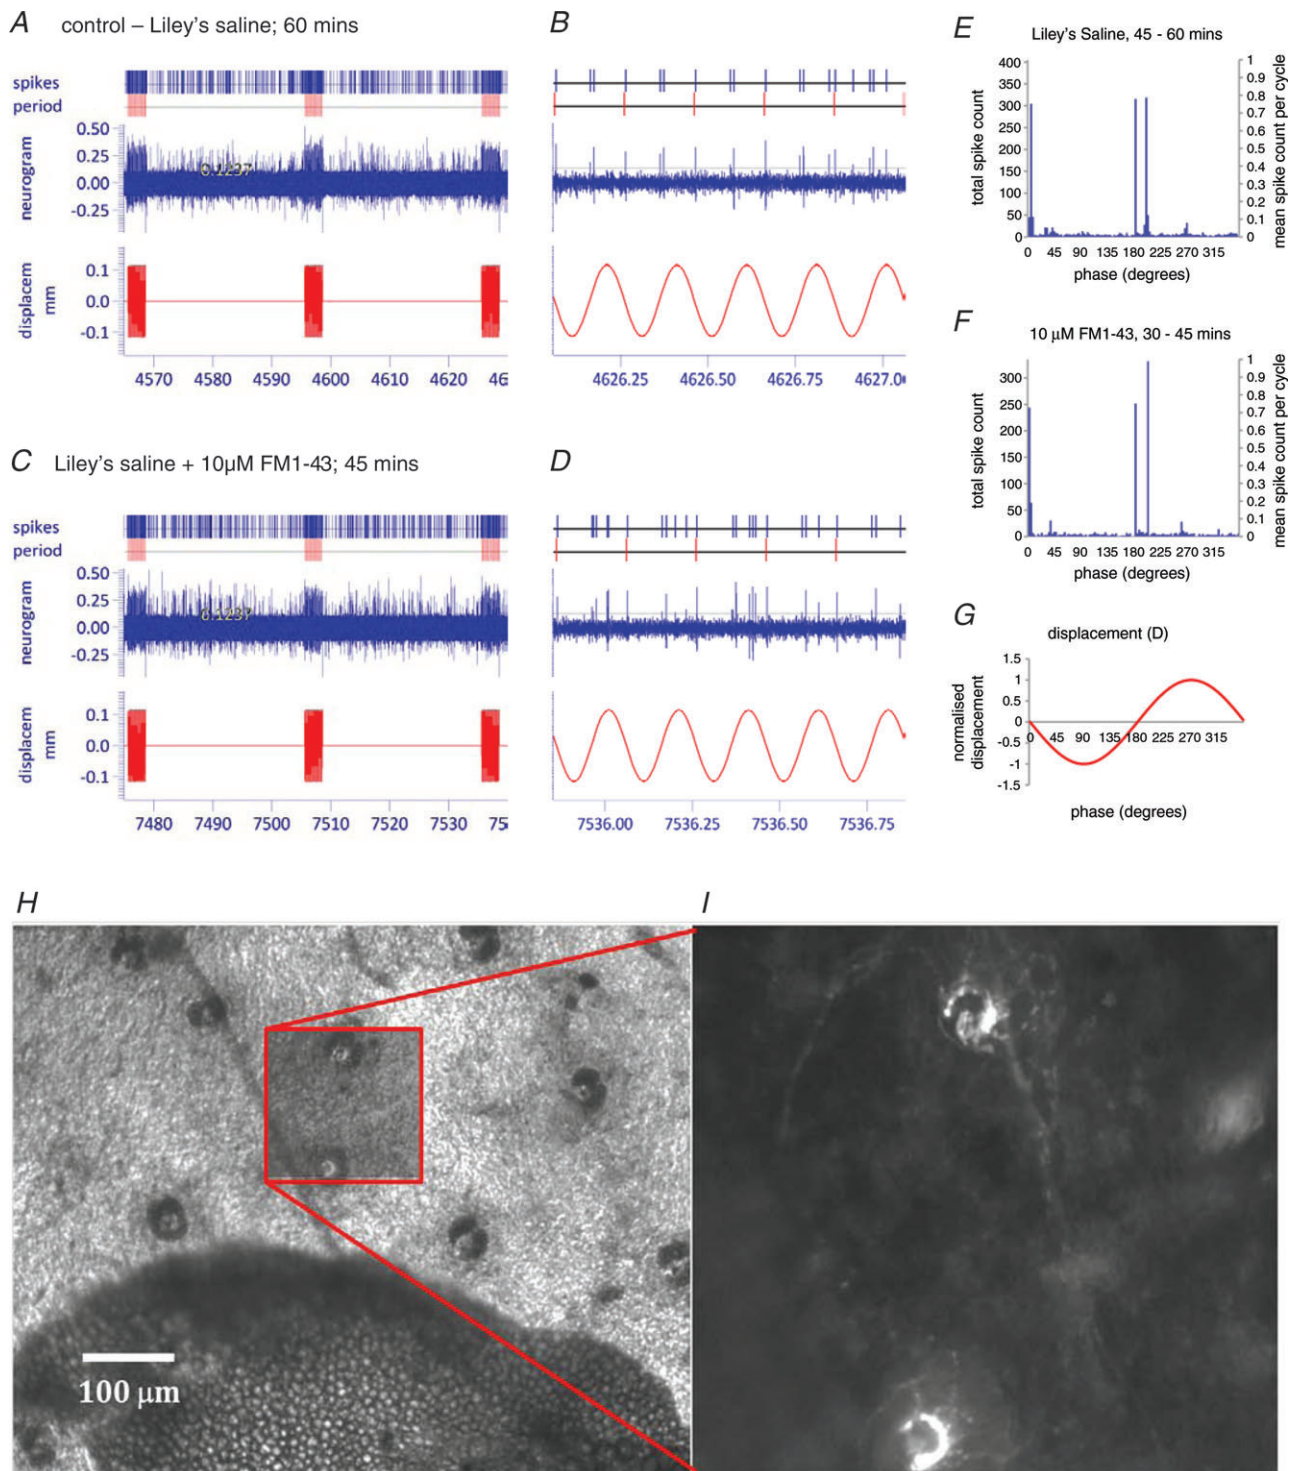 A control – Liley's saline; 60 mins
spikes
period
neurogram
0.50
0.25
0.00
-0.25
0.1237
displacem
mm
0.1
0.0
-0.1
4570 4580 4590 4600 4610 4620
B
4626.25 4626.50 4626.75
C Liley's saline + 10µM FM1-43; 45 mins
spikes
period
neurogram
0.50
0.25
0.00
-0.25
0.1237
displacem
mm
0.1
0.0
-0.1
7480 7490 7500 7510 7520 7530
D
7536.00 7536.25 7536.50 7536.75
E
Liley's Saline, 45 - 60 mins
total spike count
400
350
300
250
200
150
100
50
0
mean spike count per cycle
1
0.9
0.8
0.7
0.6
0.5
0.4
0.3
0.2
0.1
0
0 45 90 135 180 225 270 315
phase (degrees)
F
10 µM FM1-43, 30 - 45 mins
total spike count
300
250
200
150
100
50
0
mean spike count per cycle
1
0.9
0.8
0.7
0.6
0.5
0.4
0.3
0.2
0.1
0
0 45 90 135 180 225 270 315
phase (degrees)
G
displacement (D)
normalised
displacement
1.5
1
0.5
0
-0.5
-1
-1.5
0 45 90 135 180 225 270 315
phase (degrees)
H
100 µm
I